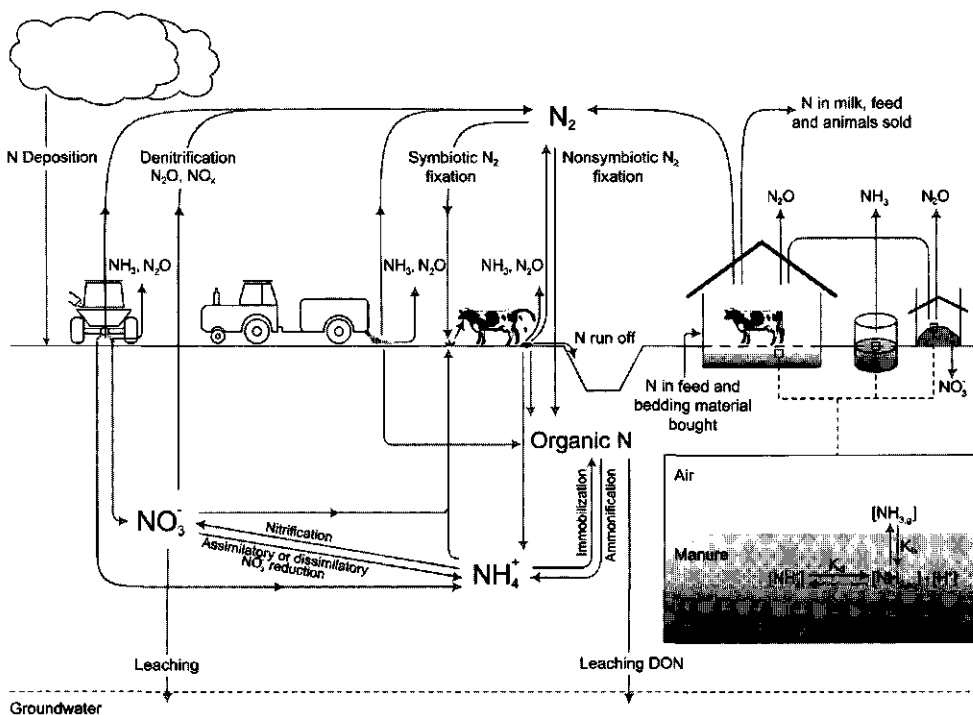 N₂
N in milk, feed
and animals sold
N Deposition
Denitrification
N₂O, NOₓ
Symbiotic N₂
fixation
Nonsymbiotic N₂
fixation
N₂O
NH₃
N₂O
NH₃, N₂O
NH₃, N₂O
NH₃, N₂O
N run off
N in feed and
bedding material
bought
NO₃⁻
Organic N
Immobilization
Ammonification
Air
[NH₃,g]
Manure
NO₃⁻
Nitrification
Assimilatory or dissimilatory
NO₃⁻ reduction
NH₄⁺
Leaching
Leaching DON
Groundwater